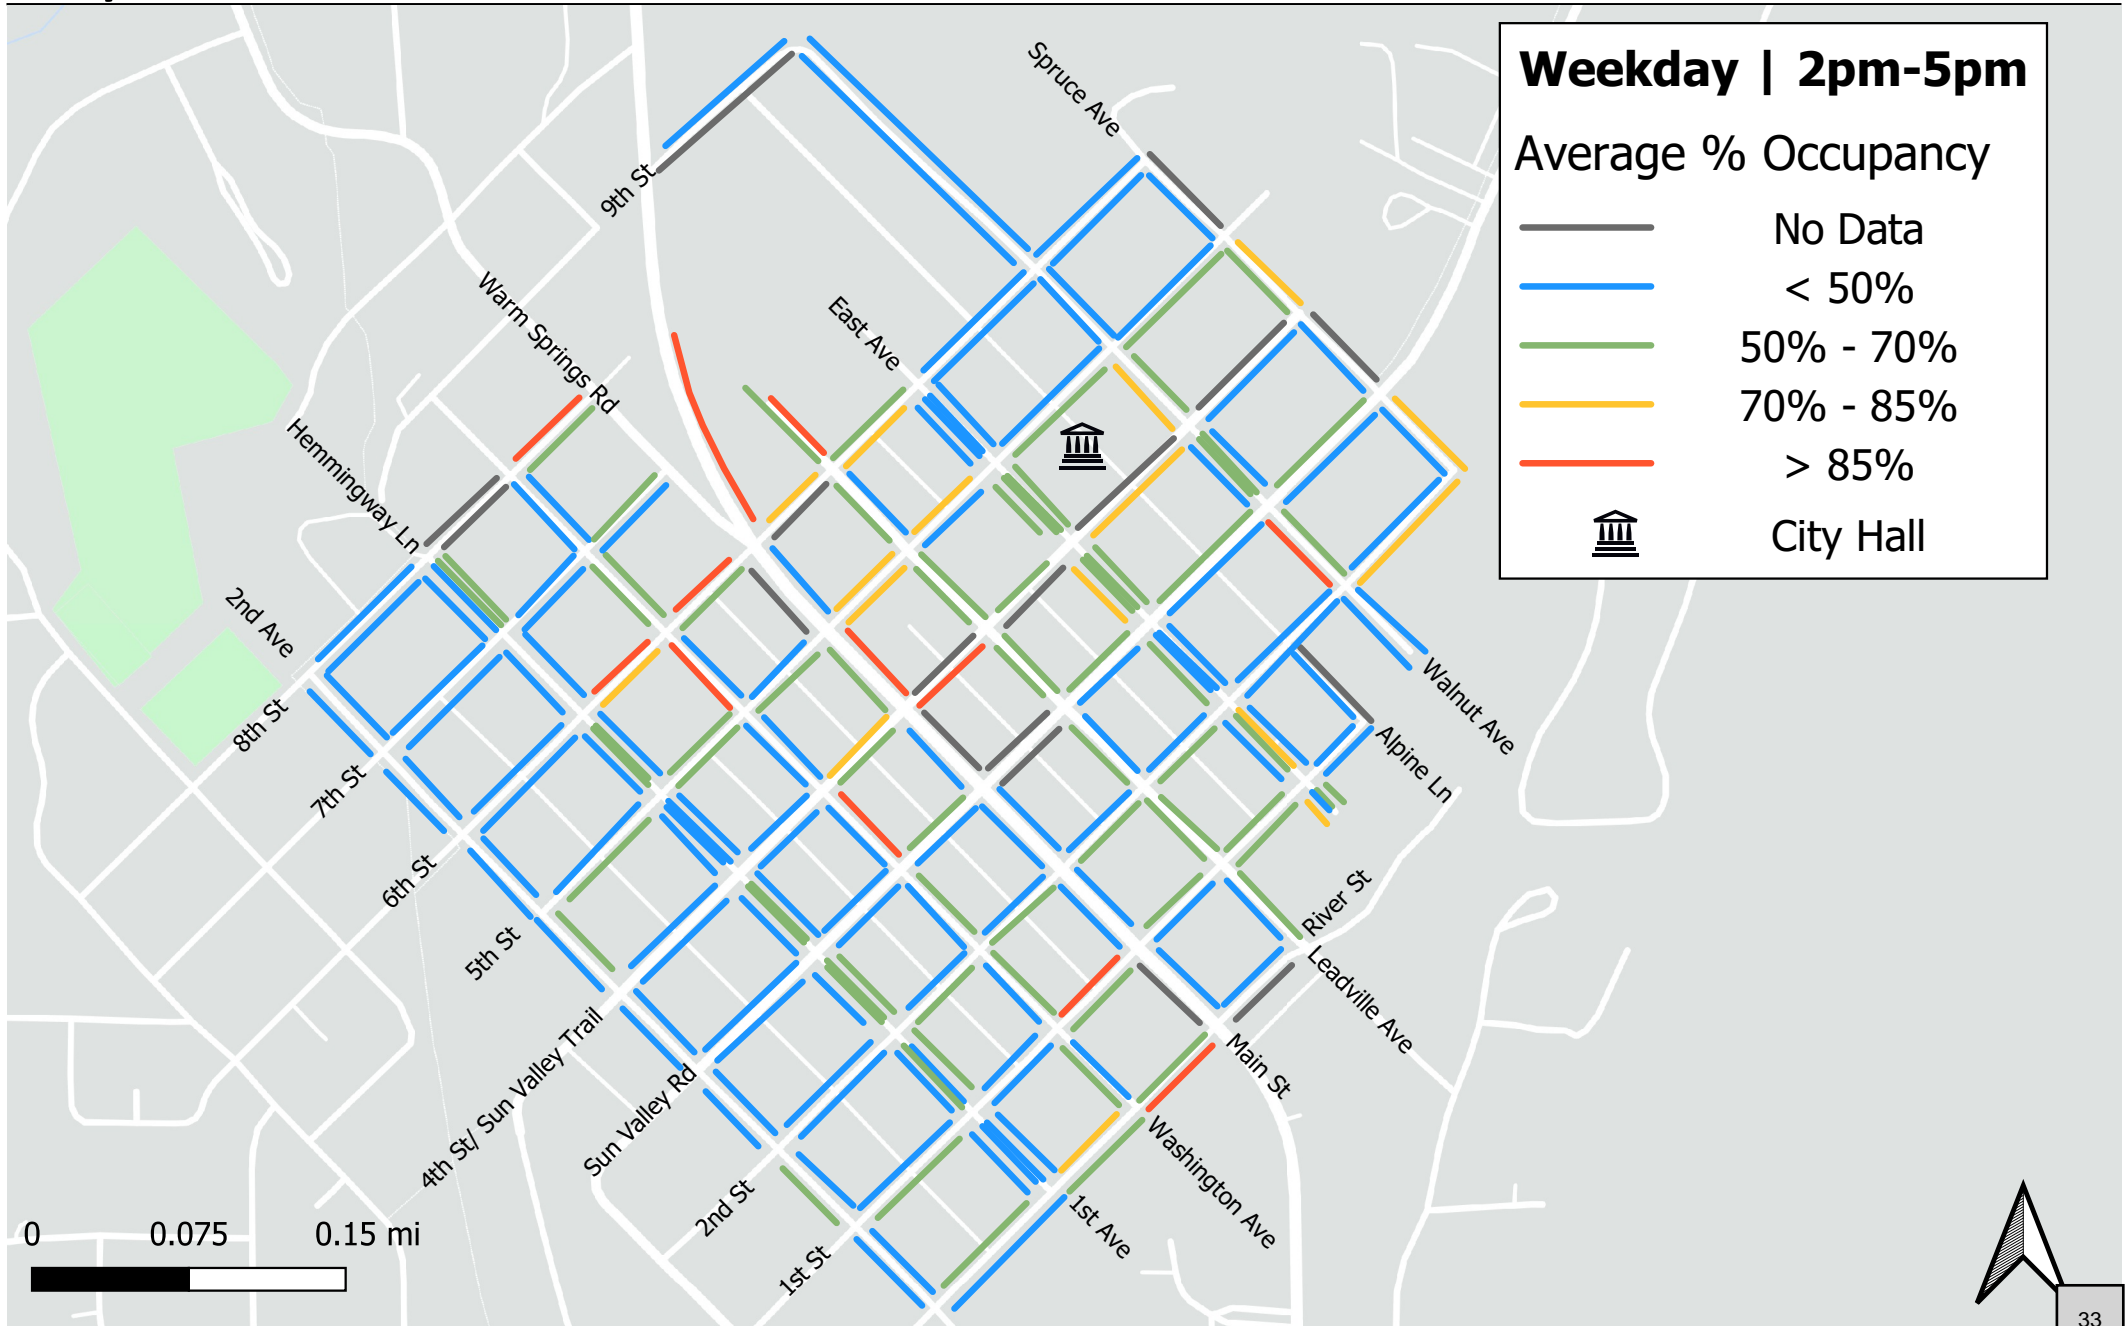 Weekday | 2pm-5pm
Average % Occupancy
No Data
< 50%
50% - 70%
70% - 85%
> 85%
City Hall
Spruce Ave
9th St
East Ave
Warm Springs Rd
Hemmingway Ln
2nd Ave
8th St
7th St
6th St
5th St
4th St/ Sun Valley Trail
Sun Valley Rd
2nd St
1st St
Walnut Ave
Alpine Ln
River St
Leadville Ave
Main St
Washington Ave
1st Ave
0 0.075 0.15 mi
33